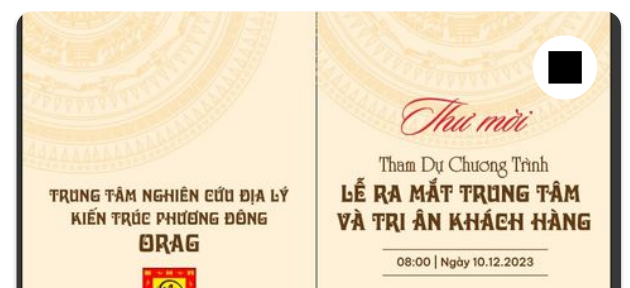 TRUNG TÂM NGHIÊN CỨU ĐỊA LÝ
KIẾN TRÚC PHƯƠNG ĐÔNG
ORAG
Thư mời
Tham Dự Chương Trình
LỄ RA MẮT TRUNG TÂM
VÀ TRI ÂN KHÁCH HÀNG
08:00 | Ngày 10.12.2023